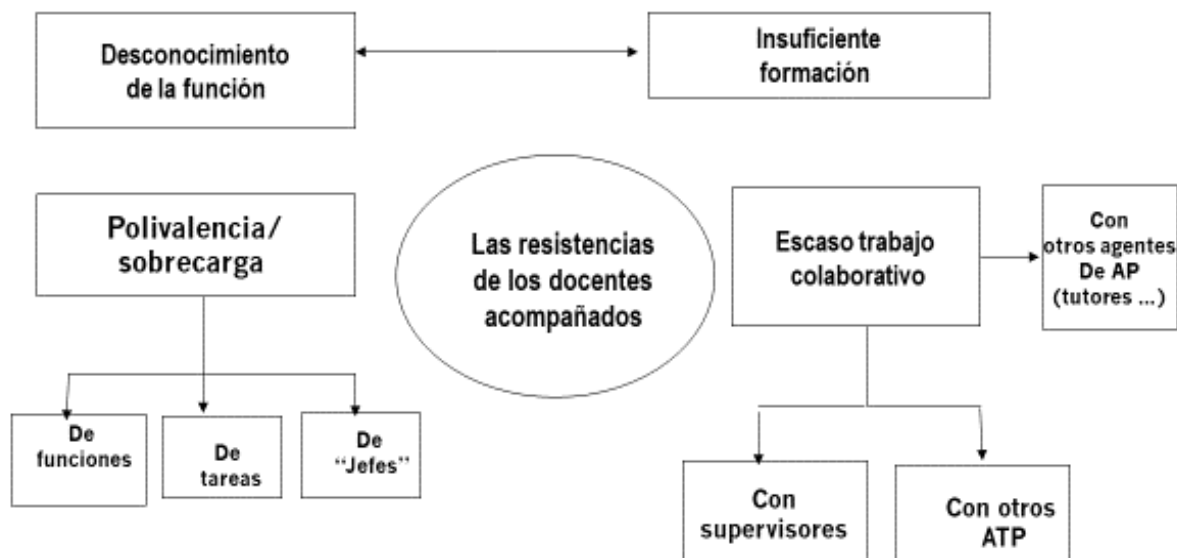 Desconocimiento
de la función
Insuficiente
formación
Polivalencia/
sobrecarga
Las resistencias
de los docentes
acompañados
Escaso trabajo
colaborativo
Con
otros agentes
De AP
(tutores ...)
De
funciones
De
tareas
De
“Jefes”
Con
supervisores
Con otros
ATP